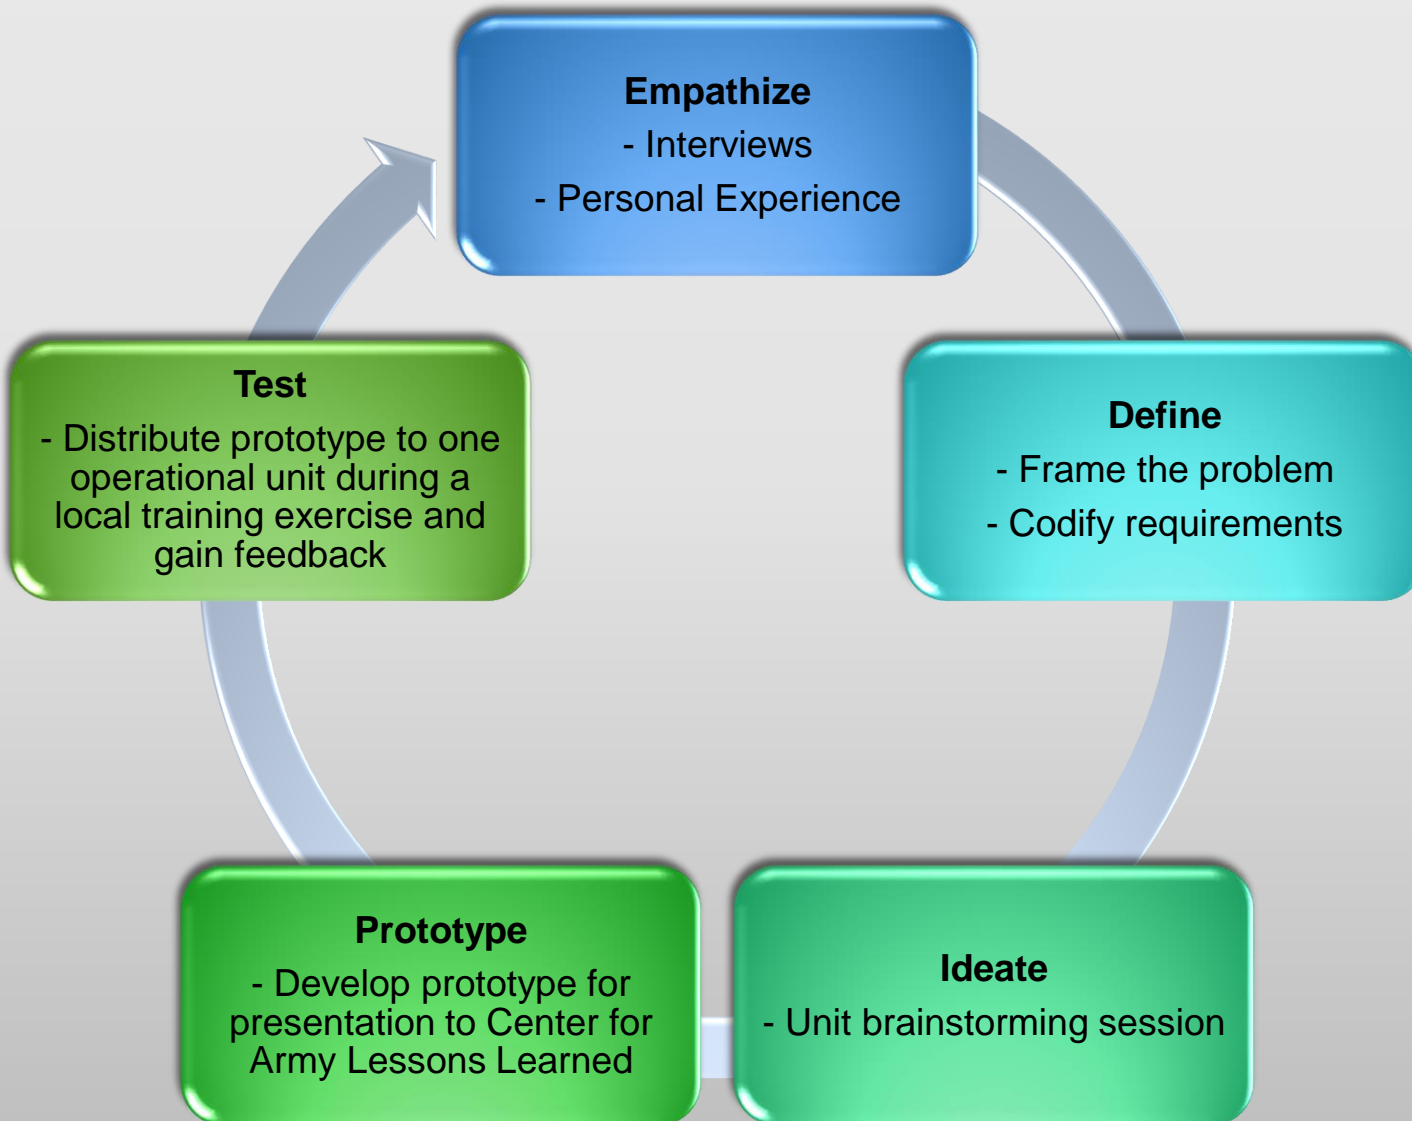 Empathize
- Interviews
- Personal Experience
Define
- Frame the problem
- Codify requirements
Ideate
- Unit brainstorming session
Prototype
- Develop prototype for
presentation to Center for
Army Lessons Learned
Test
- Distribute prototype to one
operational unit during a
local training exercise and
gain feedback